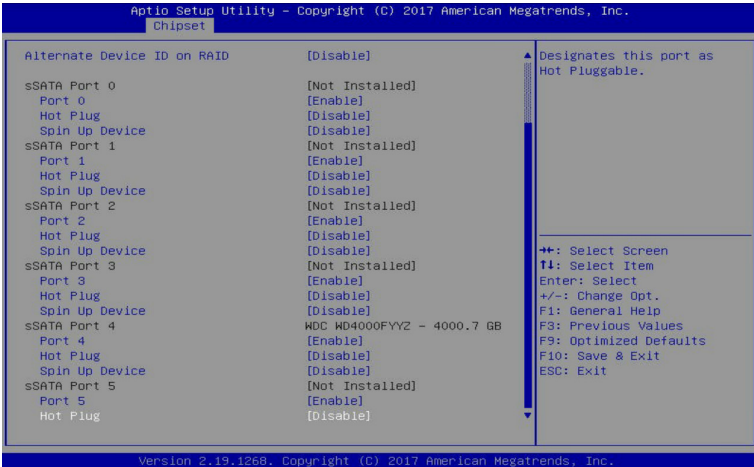 Aptio Setup Utility – Copyright (C) 2017 American Megatrends, Inc.
Chipset
Alternate Device ID on RAID [Disable]
sSATA Port 0 [Not Installed]
Port 0 [Enable]
Hot Plug [Disable]
Spin Up Device [Disable]
sSATA Port 1 [Not Installed]
Port 1 [Enable]
Hot Plug [Disable]
Spin Up Device [Disable]
sSATA Port 2 [Not Installed]
Port 2 [Enable]
Hot Plug [Disable]
Spin Up Device [Disable]
sSATA Port 3 [Not Installed]
Port 3 [Enable]
Hot Plug [Disable]
Spin Up Device [Disable]
sSATA Port 4 WDC WD4000FYYZ – 4000.7 GB
Port 4 [Enable]
Hot Plug [Disable]
Spin Up Device [Disable]
sSATA Port 5 [Not Installed]
Port 5 [Enable]
Hot Plug [Disable]
Designates this port as
Hot Pluggable.
→←: Select Screen
↑↓: Select Item
Enter: Select
+/-: Change Opt.
F1: General Help
F3: Previous Values
F9: Optimized Defaults
F10: Save & Exit
ESC: Exit
Version 2.19.1268. Copyright (C) 2017 American Megatrends, Inc.